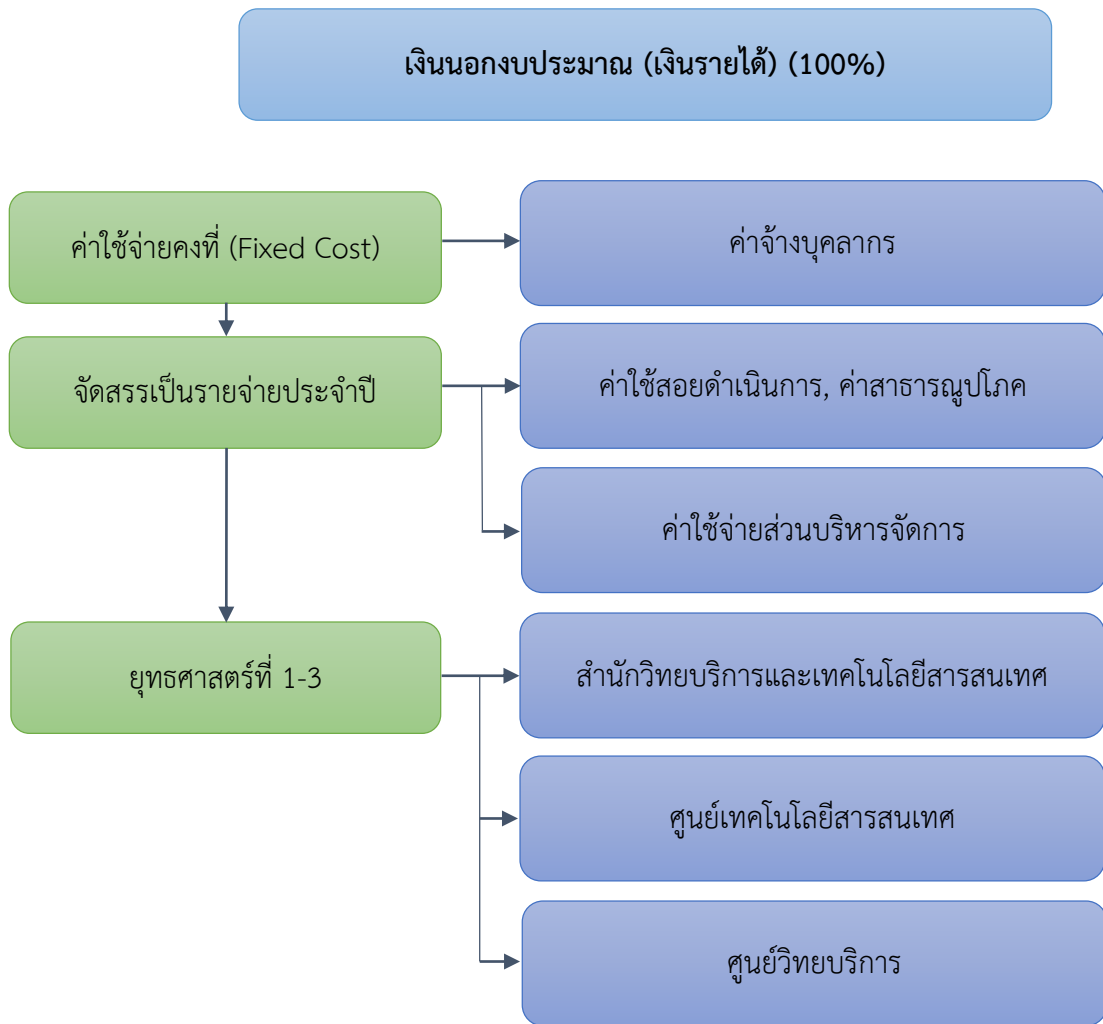 เงินนอกงบประมาณ (เงินรายได้) (100%)
ค่าใช้จ่ายคงที่ (Fixed Cost)
ค่าจ้างบุคลากร
จัดสรรเป็นรายจ่ายประจำปี
ค่าใช้สอยดำเนินการ, ค่าสาธารณูปโภค
ค่าใช้จ่ายส่วนบริหารจัดการ
ยุทธศาสตร์ที่ 1-3
สำนักวิทยบริการและเทคโนโลยีสารสนเทศ
ศูนย์เทคโนโลยีสารสนเทศ
ศูนย์วิทยบริการ